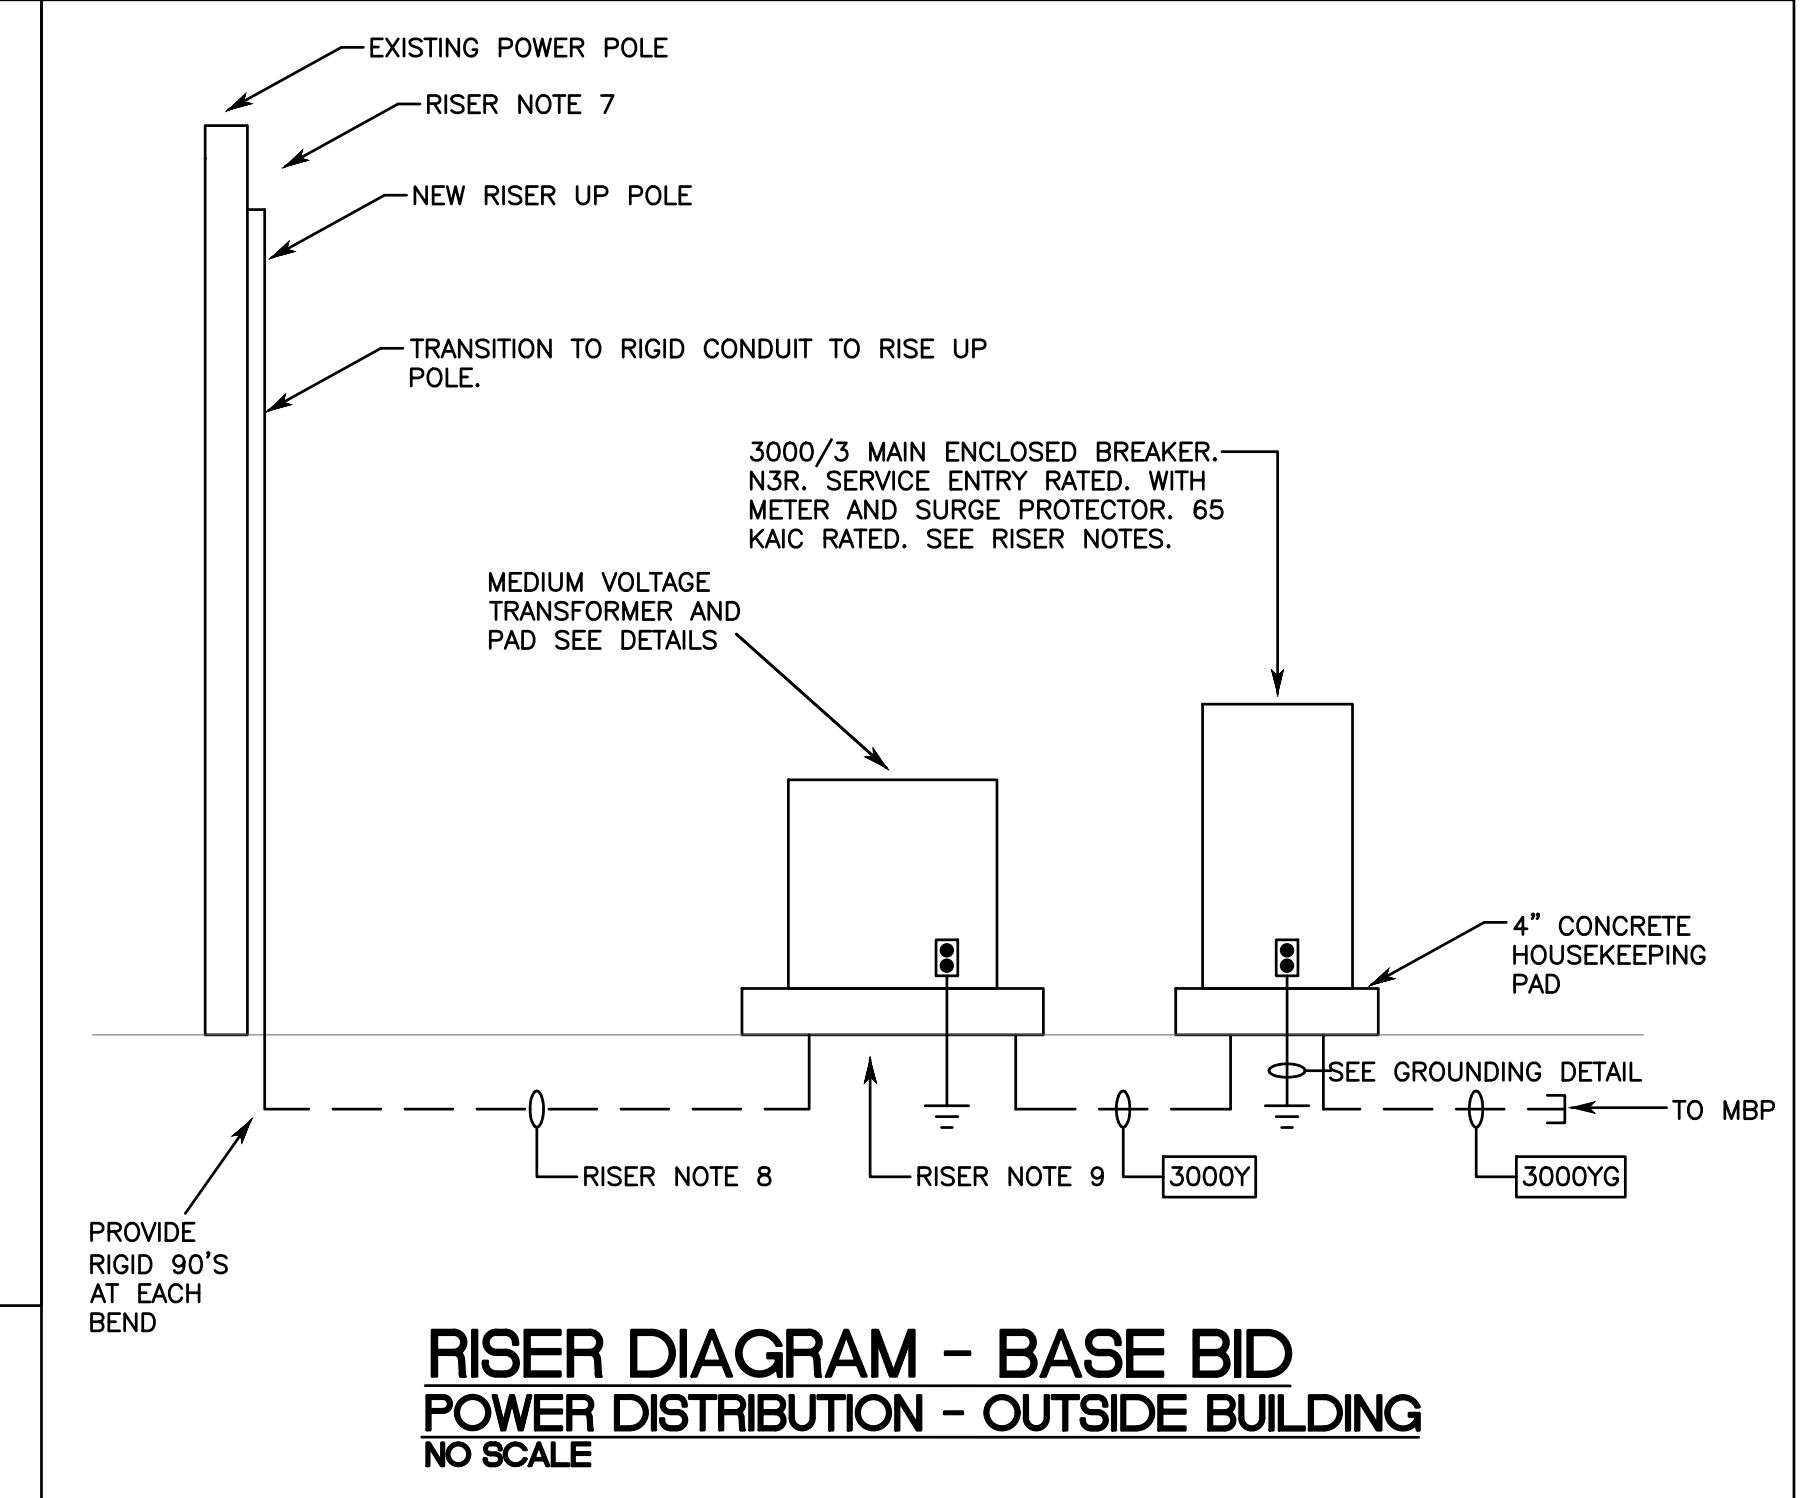 EXISTING POWER POLE
RISER NOTE 7
NEW RISER UP POLE
TRANSITION TO RIGID CONDUIT TO RISE UP
POLE.
3000/3 MAIN ENCLOSED BREAKER.
N3R. SERVICE ENTRY RATED. WITH
METER AND SURGE PROTECTOR. 65
KAIC RATED. SEE RISER NOTES.
MEDIUM VOLTAGE
TRANSFORMER AND
PAD SEE DETAILS
4" CONCRETE
HOUSEKEEPING
PAD
SEE GROUNDING DETAIL
TO MBP
RISER NOTE 8
RISER NOTE 9
3000Y
3000YG
PROVIDE
RIGID 90'S
AT EACH
BEND
RISER DIAGRAM - BASE BID
POWER DISTRIBUTION - OUTSIDE BUILDING
NO SCALE